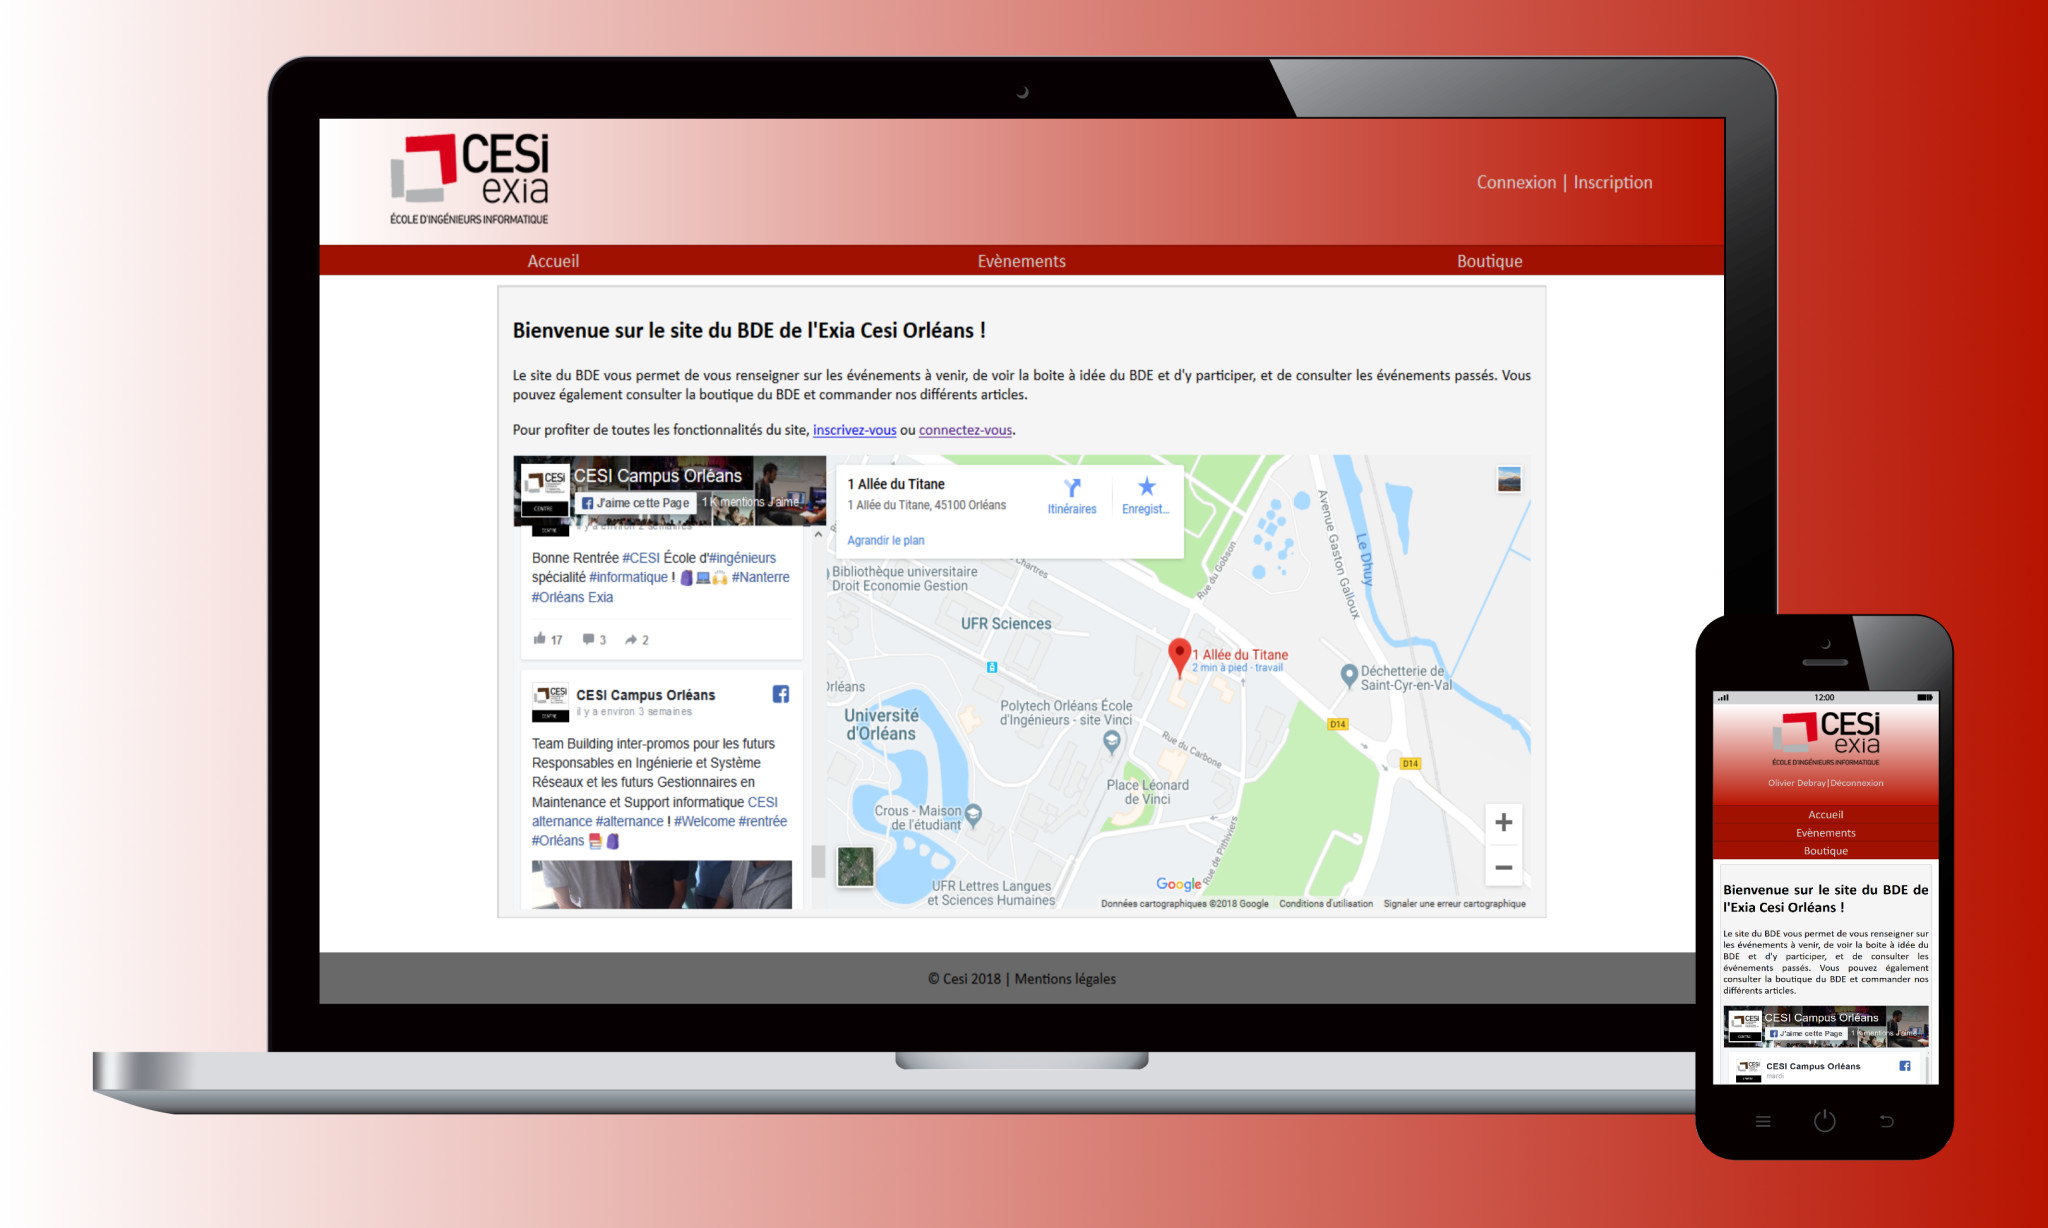 CESi
exia
ÉCOLE D'INGÉNIEURS INFORMATIQUE
Connexion | Inscription
Accueil
Evènements
Boutique
Bienvenue sur le site du BDE de l'Exia Cesi Orléans !
Le site du BDE vous permet de vous renseigner sur les événements à venir, de voir la boite à idée du BDE et d'y participer, et de consulter les événements passés. Vous
pouvez également consulter la boutique du BDE et commander nos différents articles.
Pour profiter de toutes les fonctionnalités du site, inscrivez-vous ou connectez-vous.
CESI
CENTRE
CESI Campus Orléans
J'aime cette Page
1 K mentions J'aime
il y a environ 2 semaines
Bonne Rentrée #CESI École d'#ingénieurs
spécialité #informatique ! #Nanterre
#Orléans Exia
17 3 2
CESI
CESI Campus Orléans
il y a environ 3 semaines
Team Building inter-promos pour les futurs
Responsables en Ingénierie et Système
Réseaux et les futurs Gestionnaires en
Maintenance et Support informatique CESI
alternance #alternance ! #Welcome #rentrée
#Orléans
1 Allée du Titane
1 Allée du Titane, 45100 Orléans
Itinéraires
Enregist...
Agrandir le plan
Chartres
Bibliothèque universitaire
Droit Economie Gestion
Rue du Gobson
Avenue Gaston Galloux
Le Dhuy
UFR Sciences
1 Allée du Titane
2 min à pied - travail
Déchetterie de
Saint-Cyr-en-Val
Orléans
Université
d'Orléans
Polytech Orléans École
d'Ingénieurs - site Vinci
Rue du Carbone
D14
D14
Place Léonard
de Vinci
Crous - Maison
de l'étudiant
Rue de Pithiviers
UFR Lettres Langues
et Sciences Humaines
+
−
Google
Données cartographiques ©2018 Google Conditions d'utilisation Signaler une erreur cartographique
© Cesi 2018 | Mentions légales
12:00
CESi
exia
ÉCOLE D'INGÉNIEURS INFORMATIQUE
Olivier Debray|Déconnexion
Accueil
Evènements
Boutique
Bienvenue sur le site du BDE de
l'Exia Cesi Orléans !
Le site du BDE vous permet de vous renseigner sur
les événements à venir, de voir la boite à idée du
BDE et d'y participer, et de consulter les
événements passés. Vous pouvez également
consulter la boutique du BDE et commander nos
différents articles.
CESI
CESI Campus Orléans
J'aime cette Page
1 K mentions J'aime
CESI
CESI Campus Orléans
mardi